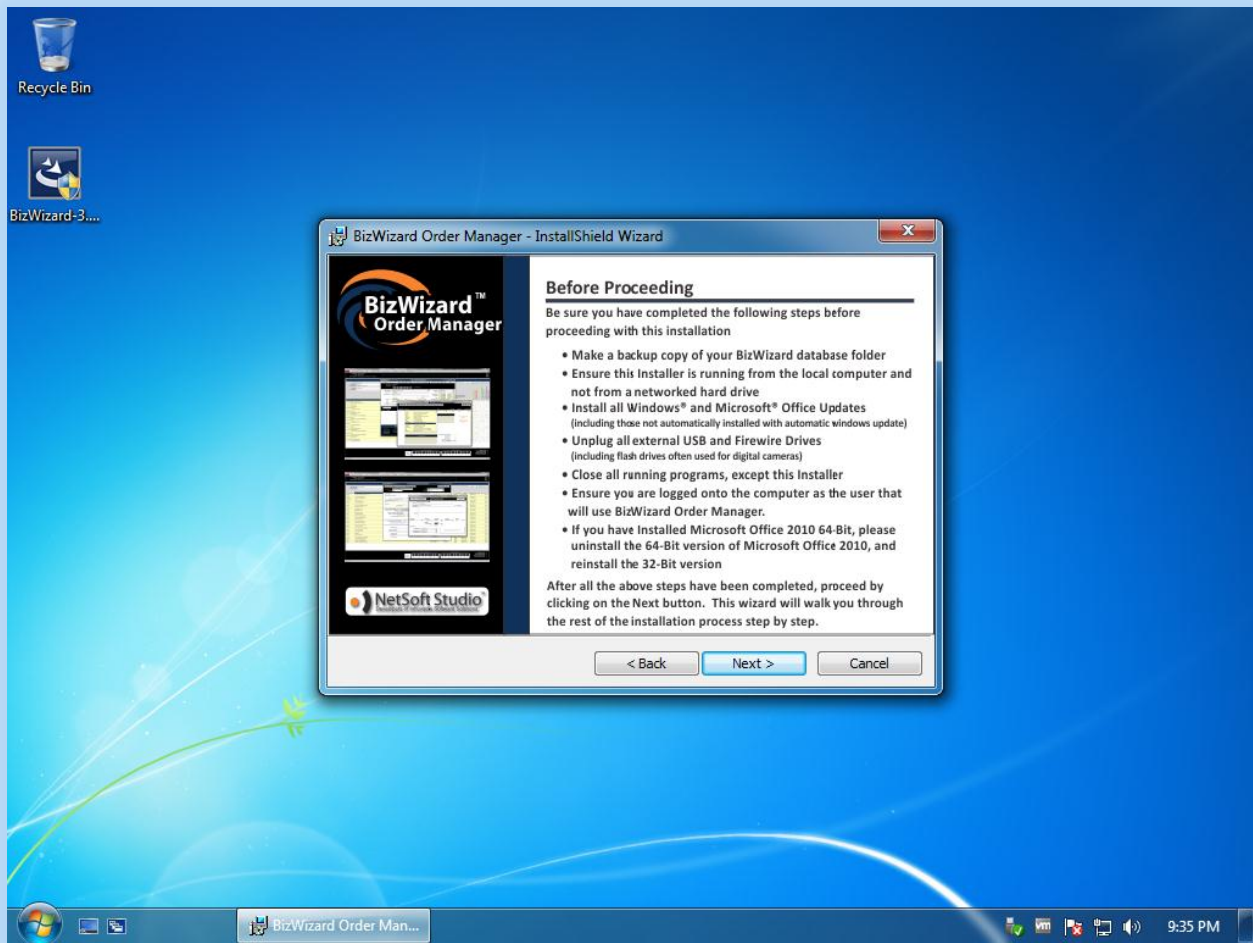 Recycle Bin
BizWizard-3....
BizWizard Order Manager - InstallShield Wizard
BizWizard™
Order Manager
NetSoft Studio
Before Proceeding
Be sure you have completed the following steps before
proceeding with this installation
• Make a backup copy of your BizWizard database folder
• Ensure this Installer is running from the local computer and
not from a networked hard drive
• Install all Windows® and Microsoft® Office Updates
(including those not automatically installed with automatic windows update)
• Unplug all external USB and Firewire Drives
(including flash drives often used for digital cameras)
• Close all running programs, except this Installer
• Ensure you are logged onto the computer as the user that
will use BizWizard Order Manager.
• If you have Installed Microsoft Office 2010 64-Bit, please
uninstall the 64-Bit version of Microsoft Office 2010, and
reinstall the 32-Bit version
After all the above steps have been completed, proceed by
clicking on the Next button. This wizard will walk you through
the rest of the installation process step by step.
< Back
Next >
Cancel
BizWizard Order Man...
vm
9:35 PM